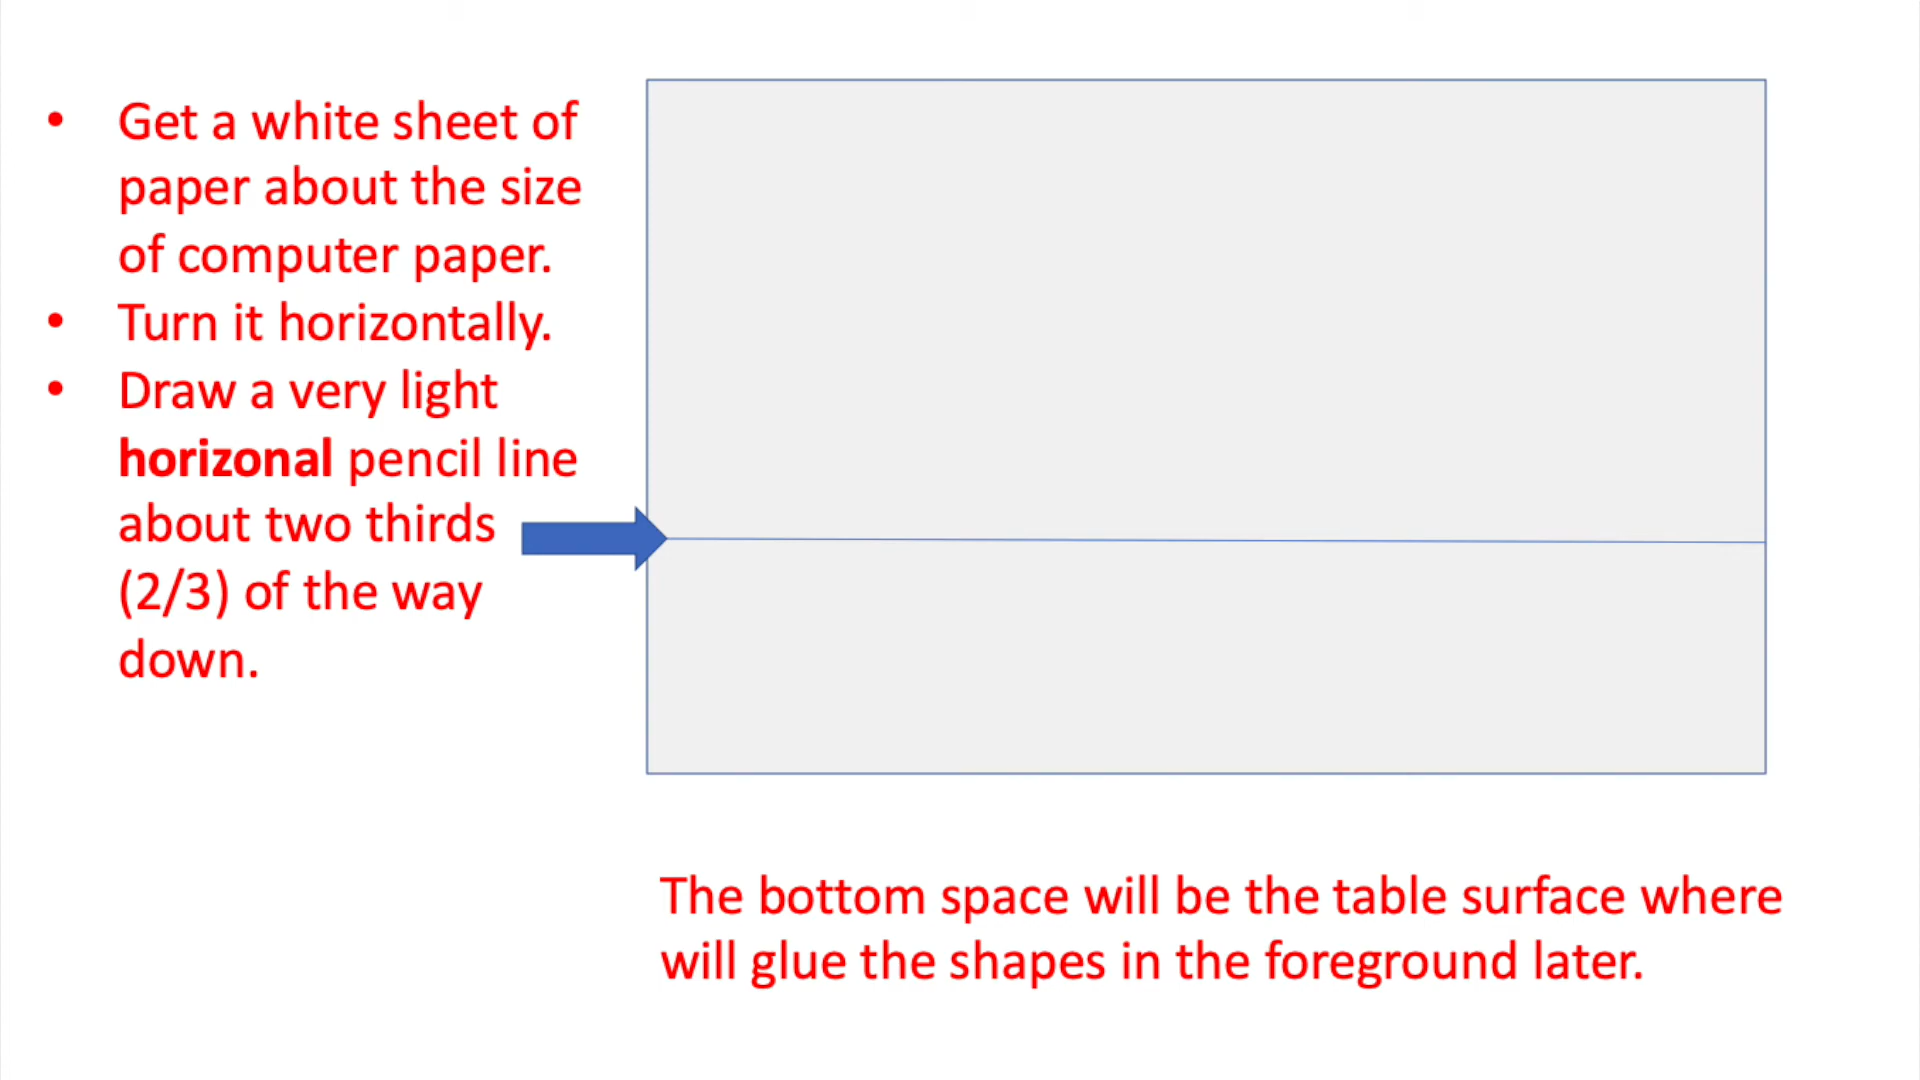 • Get a white sheet of
paper about the size
of computer paper.
• Turn it horizontally.
• Draw a very light
horizonal pencil line
about two thirds
(2/3) of the way
down.
The bottom space will be the table surface where
will glue the shapes in the foreground later.